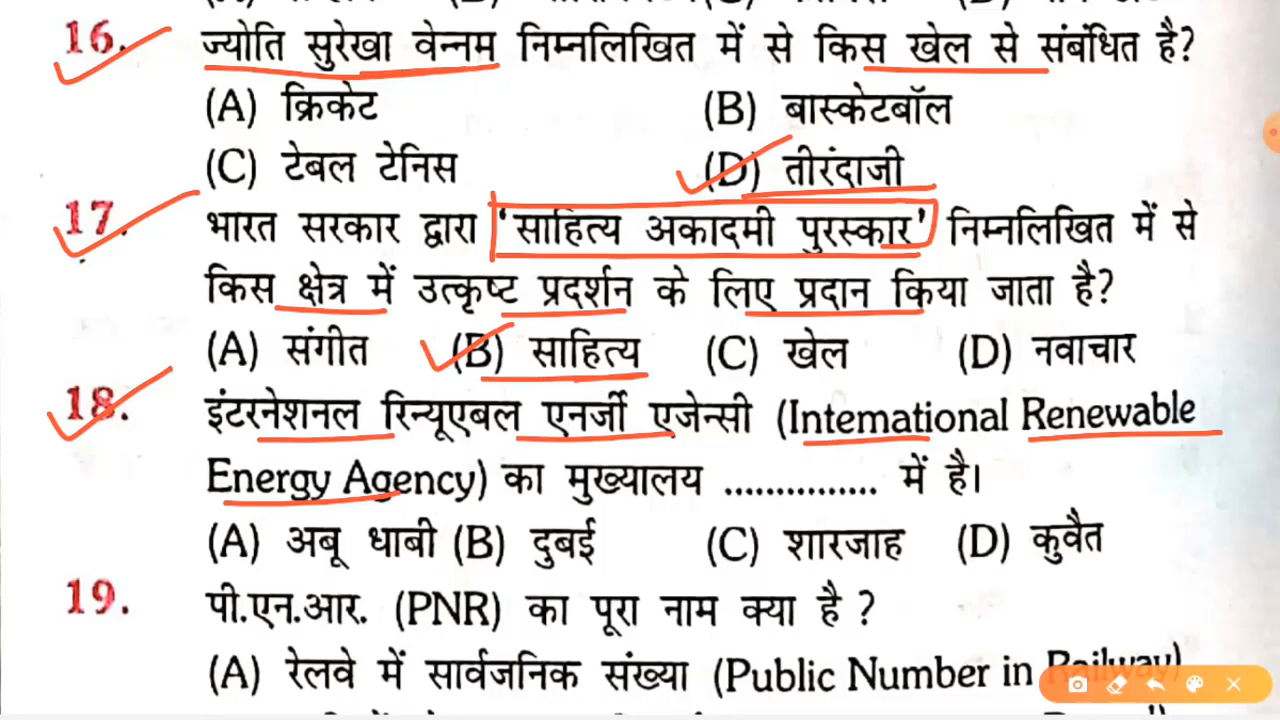 16. ज्योति सुरेखा वेन्नम निम्नलिखित में से किस खेल से संबंधित है?
(A) क्रिकेट (B) बास्केटबॉल
(C) टेबल टेनिस (D) तीरंदाजी
17. भारत सरकार द्वारा 'साहित्य अकादमी पुरस्कार' निम्नलिखित में से
किस क्षेत्र में उत्कृष्ट प्रदर्शन के लिए प्रदान किया जाता है?
(A) संगीत (B) साहित्य (C) खेल (D) नवाचार
18. इंटरनेशनल रिन्यूएबल एनर्जी एजेन्सी (Intemational Renewable
Energy Agency) का मुख्यालय ............... में है।
(A) अबू धाबी (B) दुबई (C) शारजाह (D) कुवैत
19. पी.एन.आर. (PNR) का पूरा नाम क्या है ?
(A) रेलवे में सार्वजनिक संख्या (Public Number in Railway)